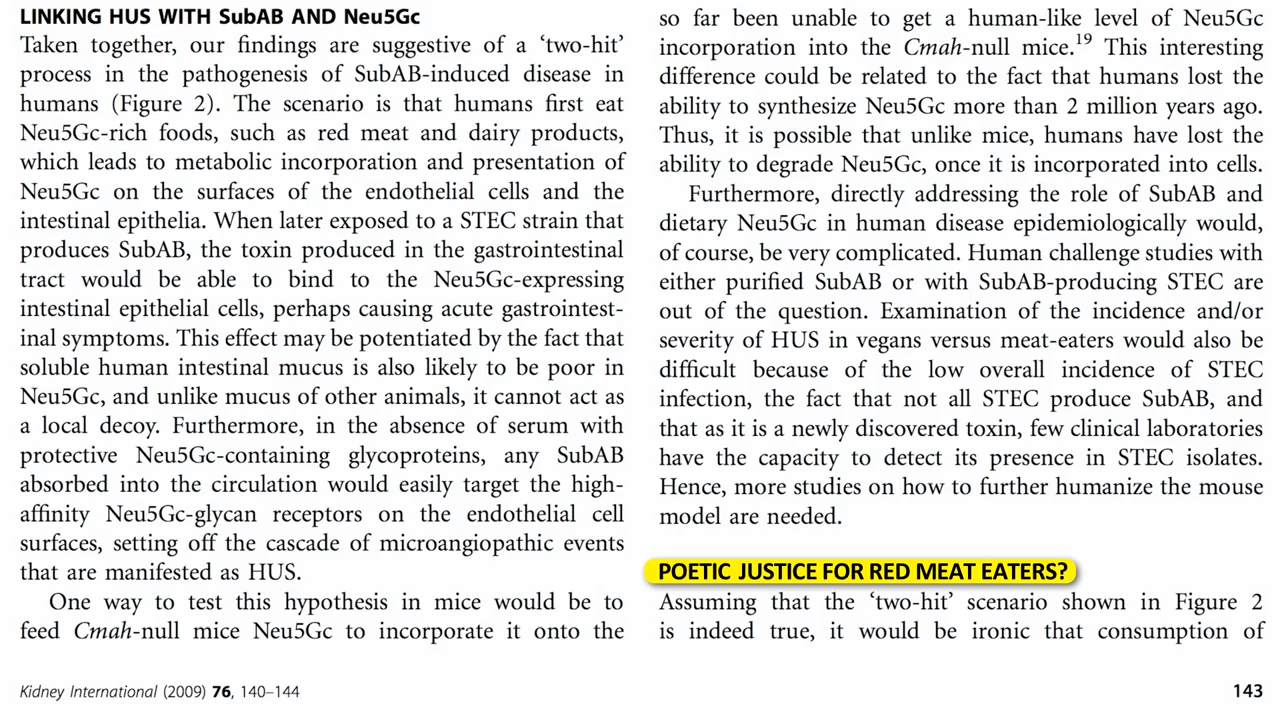 LINKING HUS WITH SubAB AND Neu5Gc
Taken together, our findings are suggestive of a ‘two-hit’
process in the pathogenesis of SubAB-induced disease in
humans (Figure 2). The scenario is that humans first eat
Neu5Gc-rich foods, such as red meat and dairy products,
which leads to metabolic incorporation and presentation of
Neu5Gc on the surfaces of the endothelial cells and the
intestinal epithelia. When later exposed to a STEC strain that
produces SubAB, the toxin produced in the gastrointestinal
tract would be able to bind to the Neu5Gc-expressing
intestinal epithelial cells, perhaps causing acute gastrointest-
inal symptoms. This effect may be potentiated by the fact that
soluble human intestinal mucus is also likely to be poor in
Neu5Gc, and unlike mucus of other animals, it cannot act as
a local decoy. Furthermore, in the absence of serum with
protective Neu5Gc-containing glycoproteins, any SubAB
absorbed into the circulation would easily target the high-
affinity Neu5Gc-glycan receptors on the endothelial cell
surfaces, setting off the cascade of microangiopathic events
that are manifested as HUS.
One way to test this hypothesis in mice would be to
feed Cmah-null mice Neu5Gc to incorporate it onto the
so far been unable to get a human-like level of Neu5Gc
incorporation into the Cmah-null mice.19 This interesting
difference could be related to the fact that humans lost the
ability to synthesize Neu5Gc more than 2 million years ago.
Thus, it is possible that unlike mice, humans have lost the
ability to degrade Neu5Gc, once it is incorporated into cells.
Furthermore, directly addressing the role of SubAB and
dietary Neu5Gc in human disease epidemiologically would,
of course, be very complicated. Human challenge studies with
either purified SubAB or with SubAB-producing STEC are
out of the question. Examination of the incidence and/or
severity of HUS in vegans versus meat-eaters would also be
difficult because of the low overall incidence of STEC
infection, the fact that not all STEC produce SubAB, and
that as it is a newly discovered toxin, few clinical laboratories
have the capacity to detect its presence in STEC isolates.
Hence, more studies on how to further humanize the mouse
model are needed.
POETIC JUSTICE FOR RED MEAT EATERS?
Assuming that the ‘two-hit’ scenario shown in Figure 2
is indeed true, it would be ironic that consumption of
Kidney International (2009) 76, 140–144
143